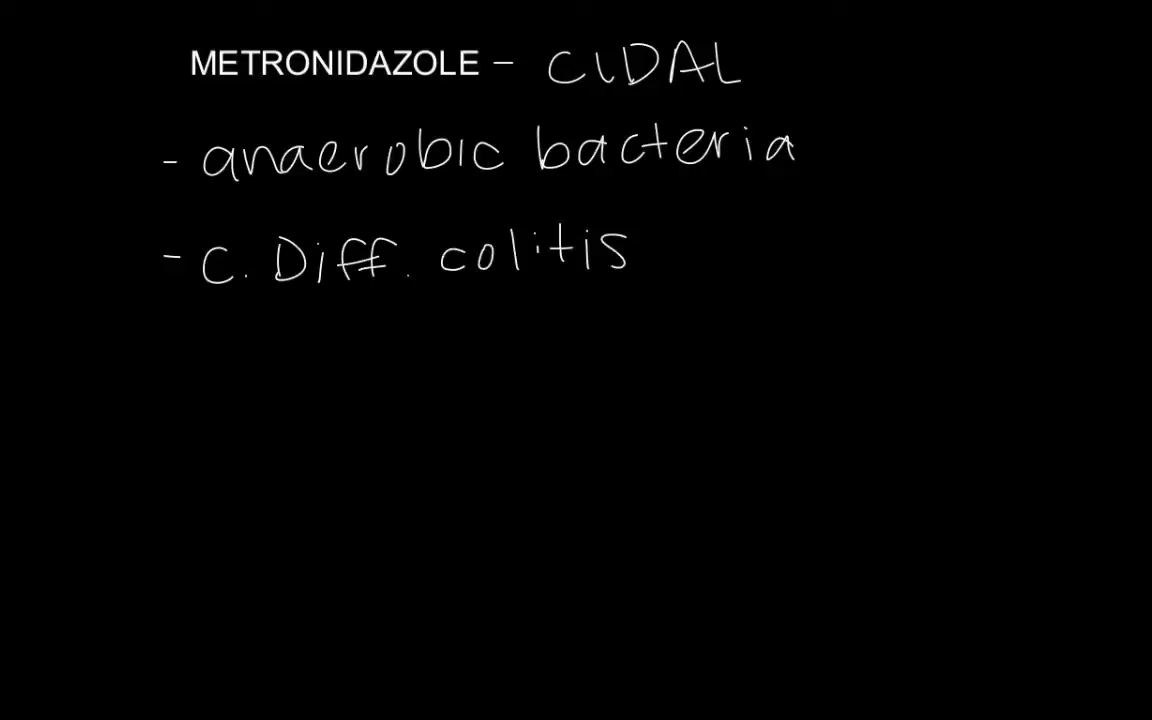 METRONIDAZOLE - CIDAL
- anaerobic bacteria
- C. Diff. colitis